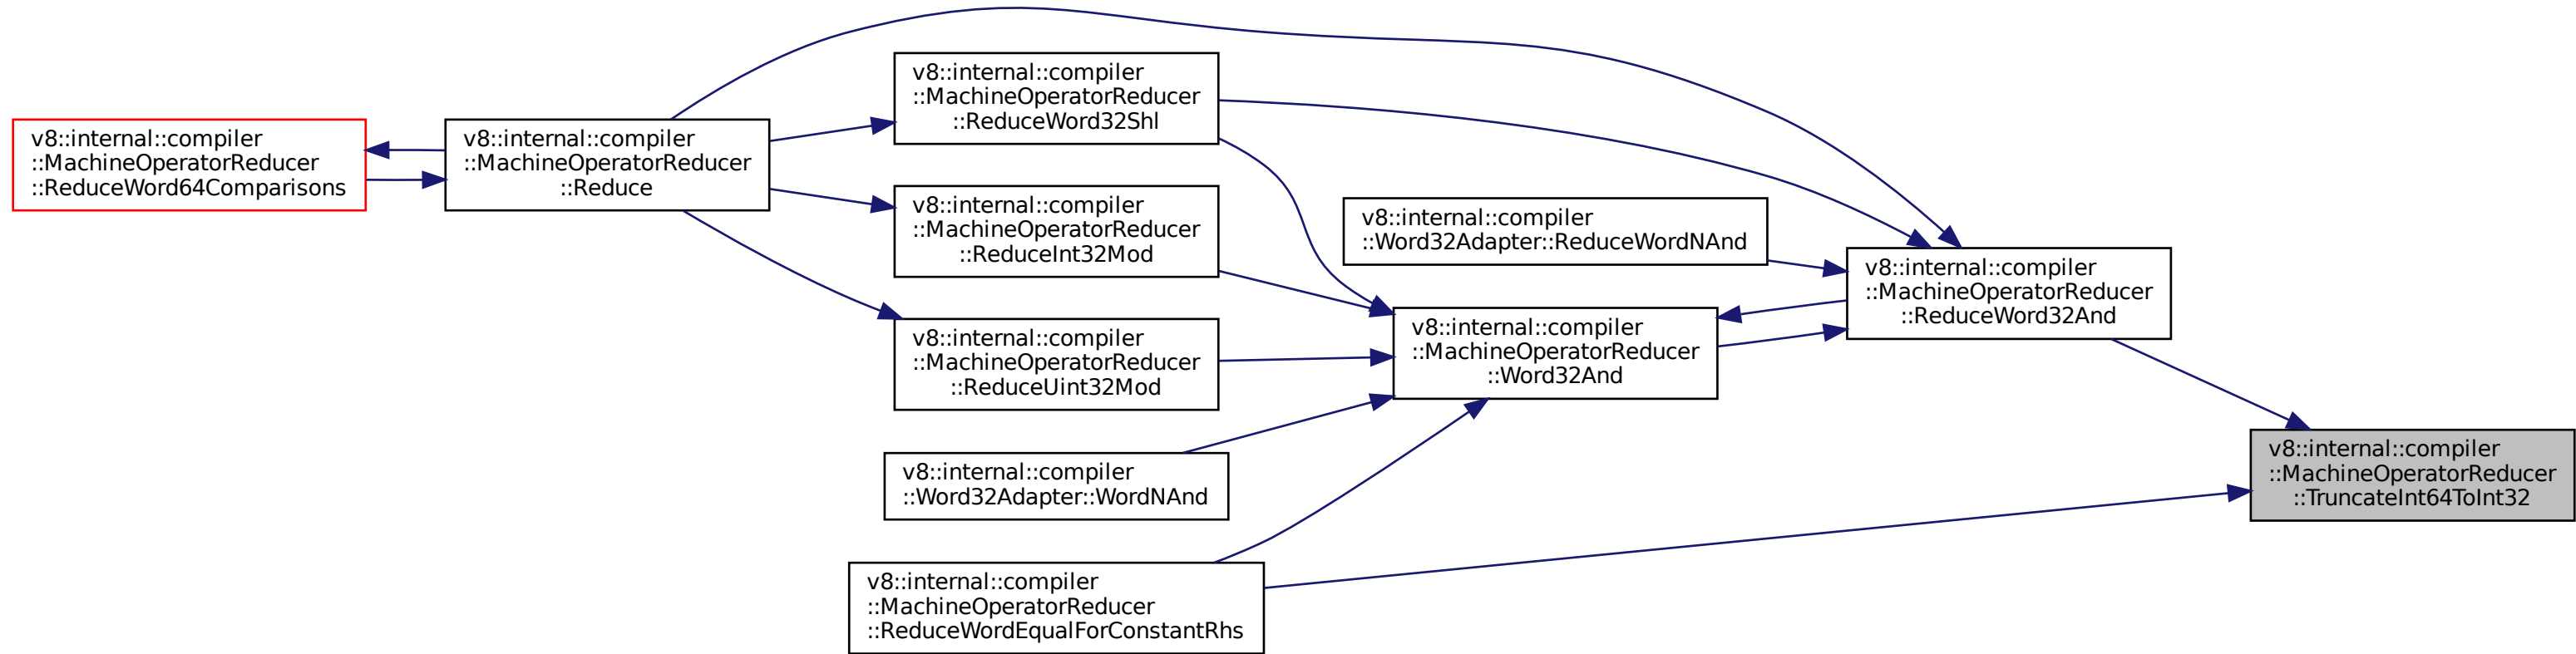 v8::internal::compiler
::MachineOperatorReducer
::ReduceWord64Comparisons
v8::internal::compiler
::MachineOperatorReducer
::Reduce
v8::internal::compiler
::MachineOperatorReducer
::ReduceWord32Shl
v8::internal::compiler
::MachineOperatorReducer
::ReduceInt32Mod
v8::internal::compiler
::MachineOperatorReducer
::ReduceUint32Mod
v8::internal::compiler
::Word32Adapter::WordNAnd
v8::internal::compiler
::MachineOperatorReducer
::ReduceWordEqualForConstantRhs
v8::internal::compiler
::Word32Adapter::ReduceWordNAnd
v8::internal::compiler
::MachineOperatorReducer
::Word32And
v8::internal::compiler
::MachineOperatorReducer
::ReduceWord32And
v8::internal::compiler
::MachineOperatorReducer
::TruncateInt64ToInt32